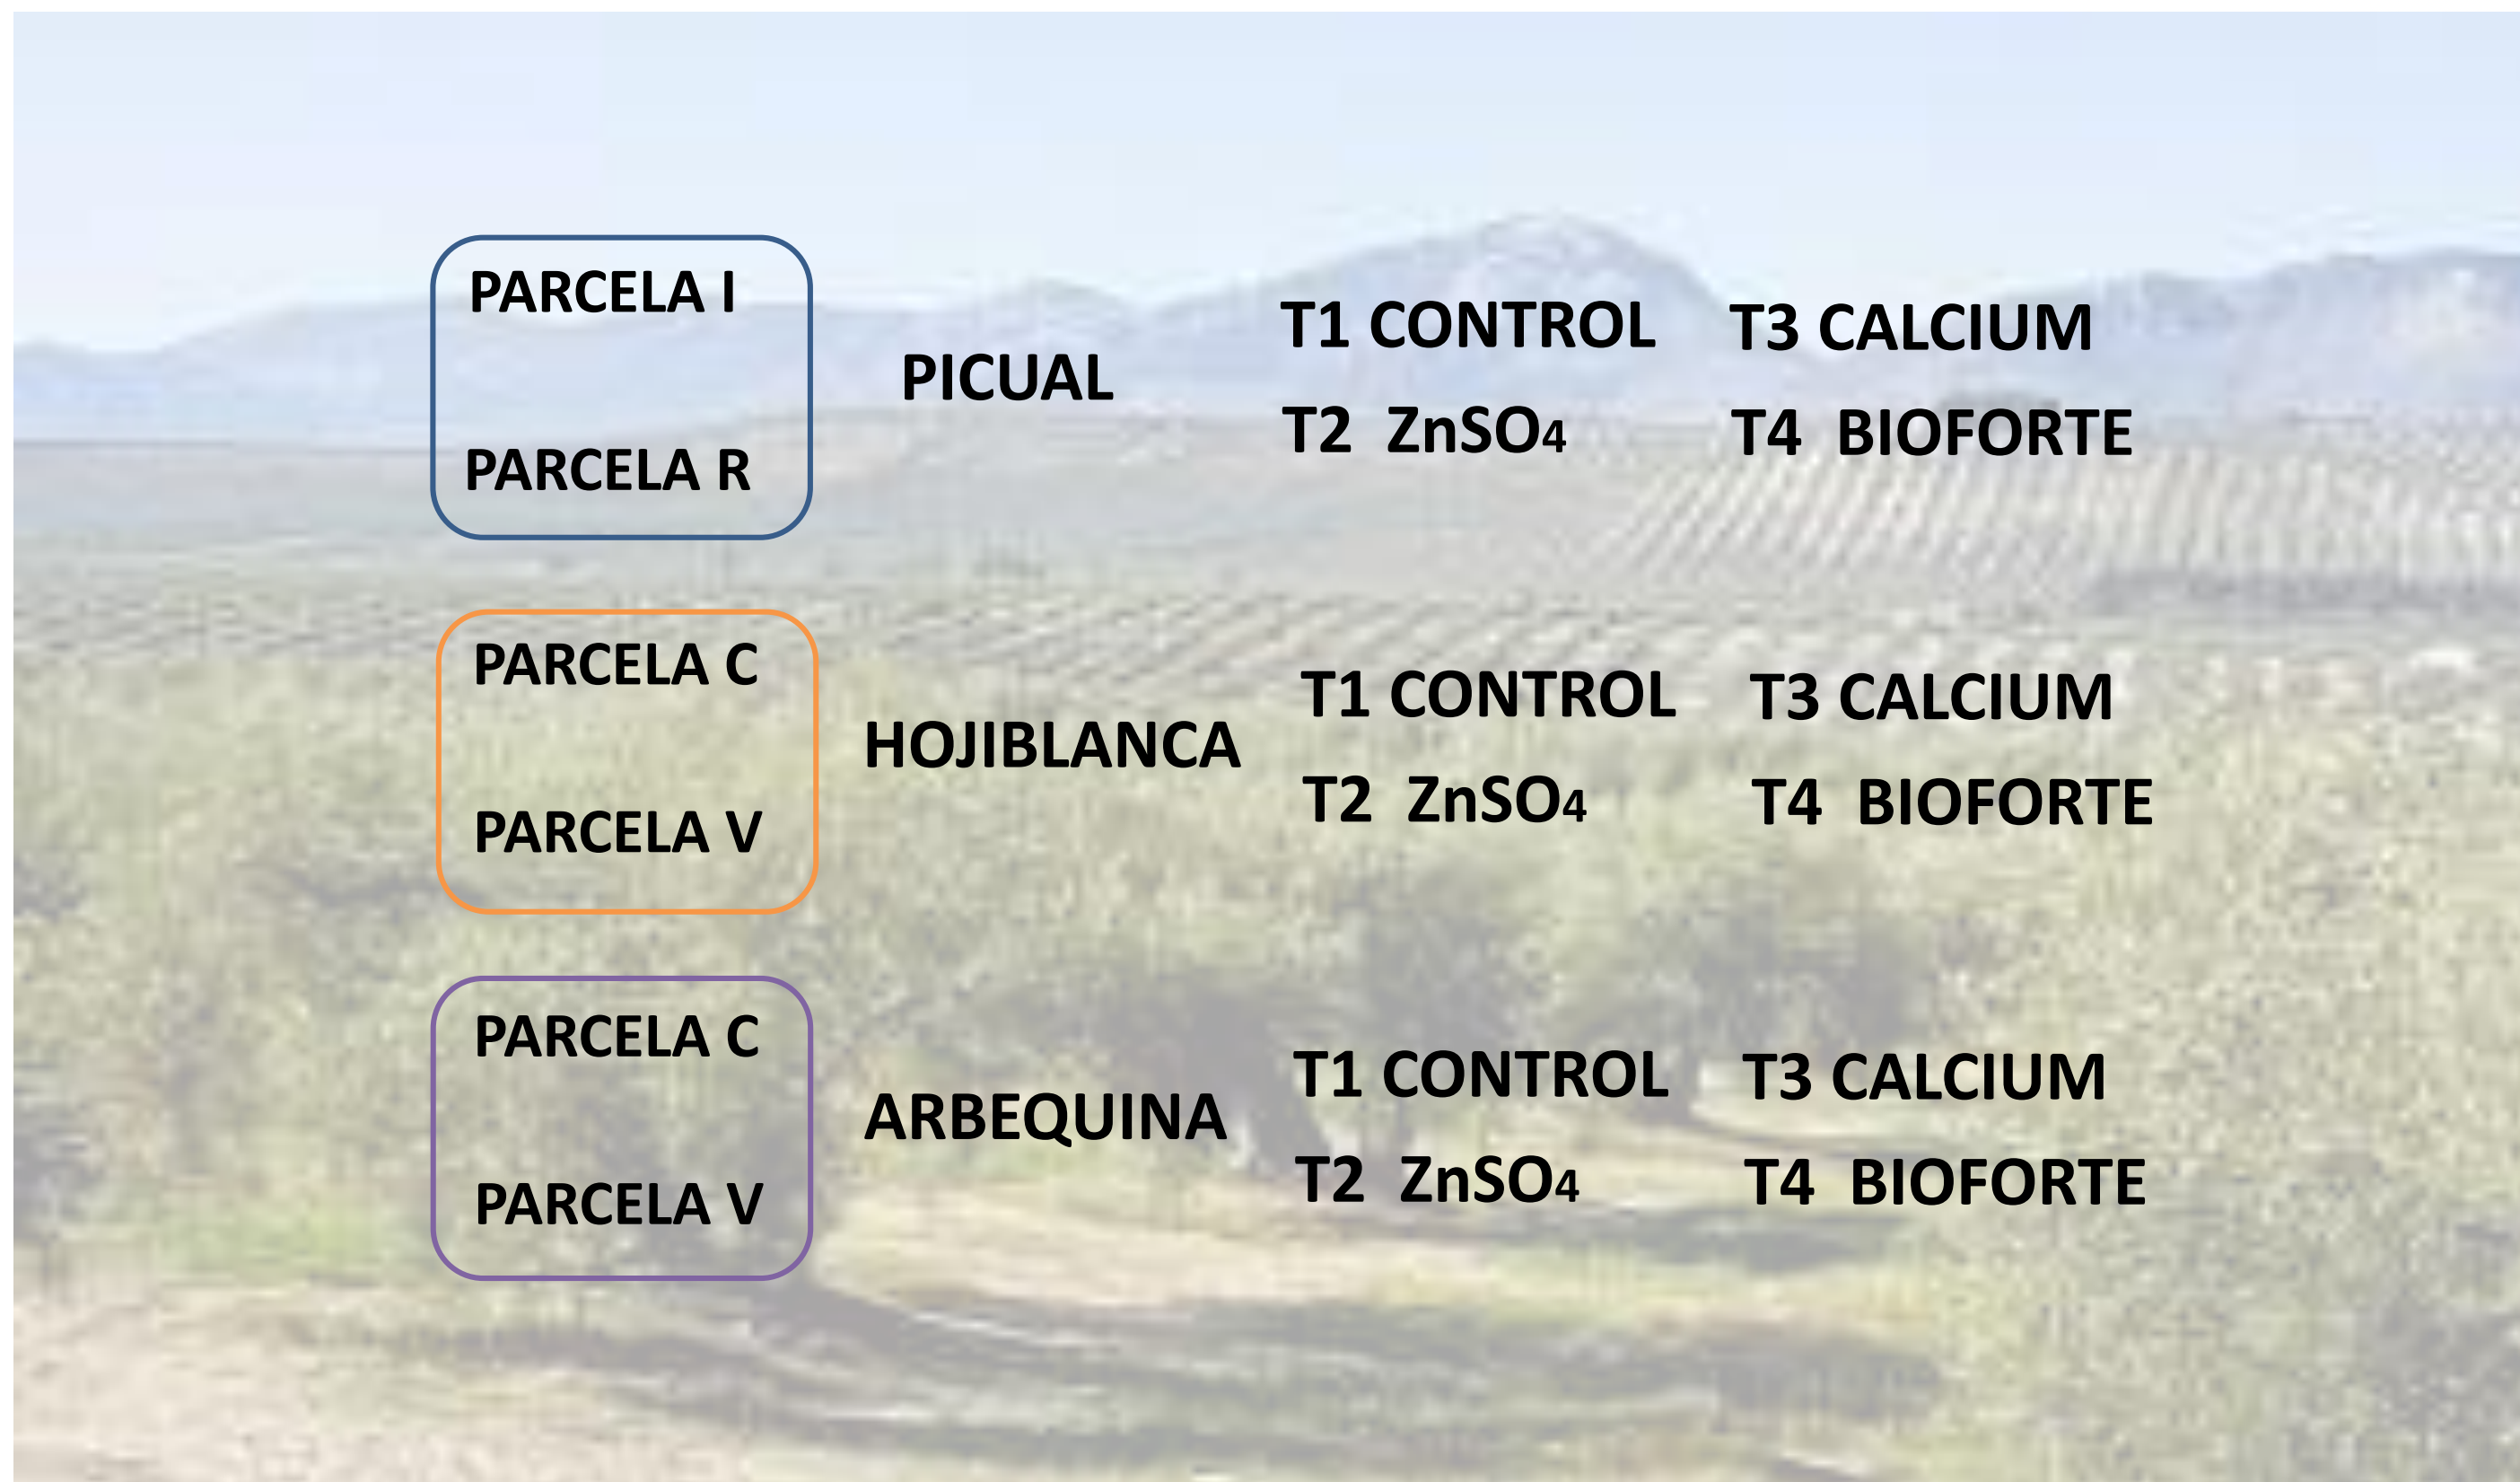 PARCELA I
PARCELA R
PICUAL
T1 CONTROL
T2 ZnSO4
T3 CALCIUM
T4 BIOFORTE
PARCELA C
PARCELA V
HOJIBLANCA
T1 CONTROL
T2 ZnSO4
T3 CALCIUM
T4 BIOFORTE
PARCELA C
PARCELA V
ARBEQUINA
T1 CONTROL
T2 ZnSO4
T3 CALCIUM
T4 BIOFORTE